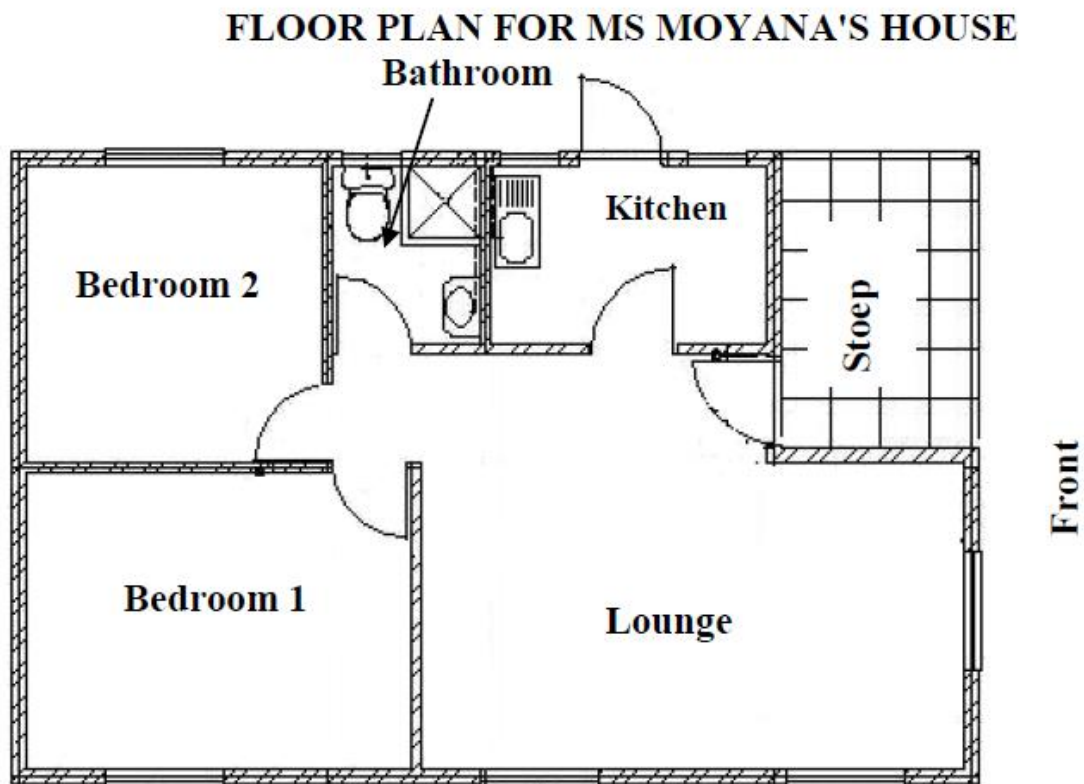 FLOOR PLAN FOR MS MOYANA'S HOUSE
Bathroom
Kitchen
Bedroom 2
Stoep
Front
Bedroom 1
Lounge